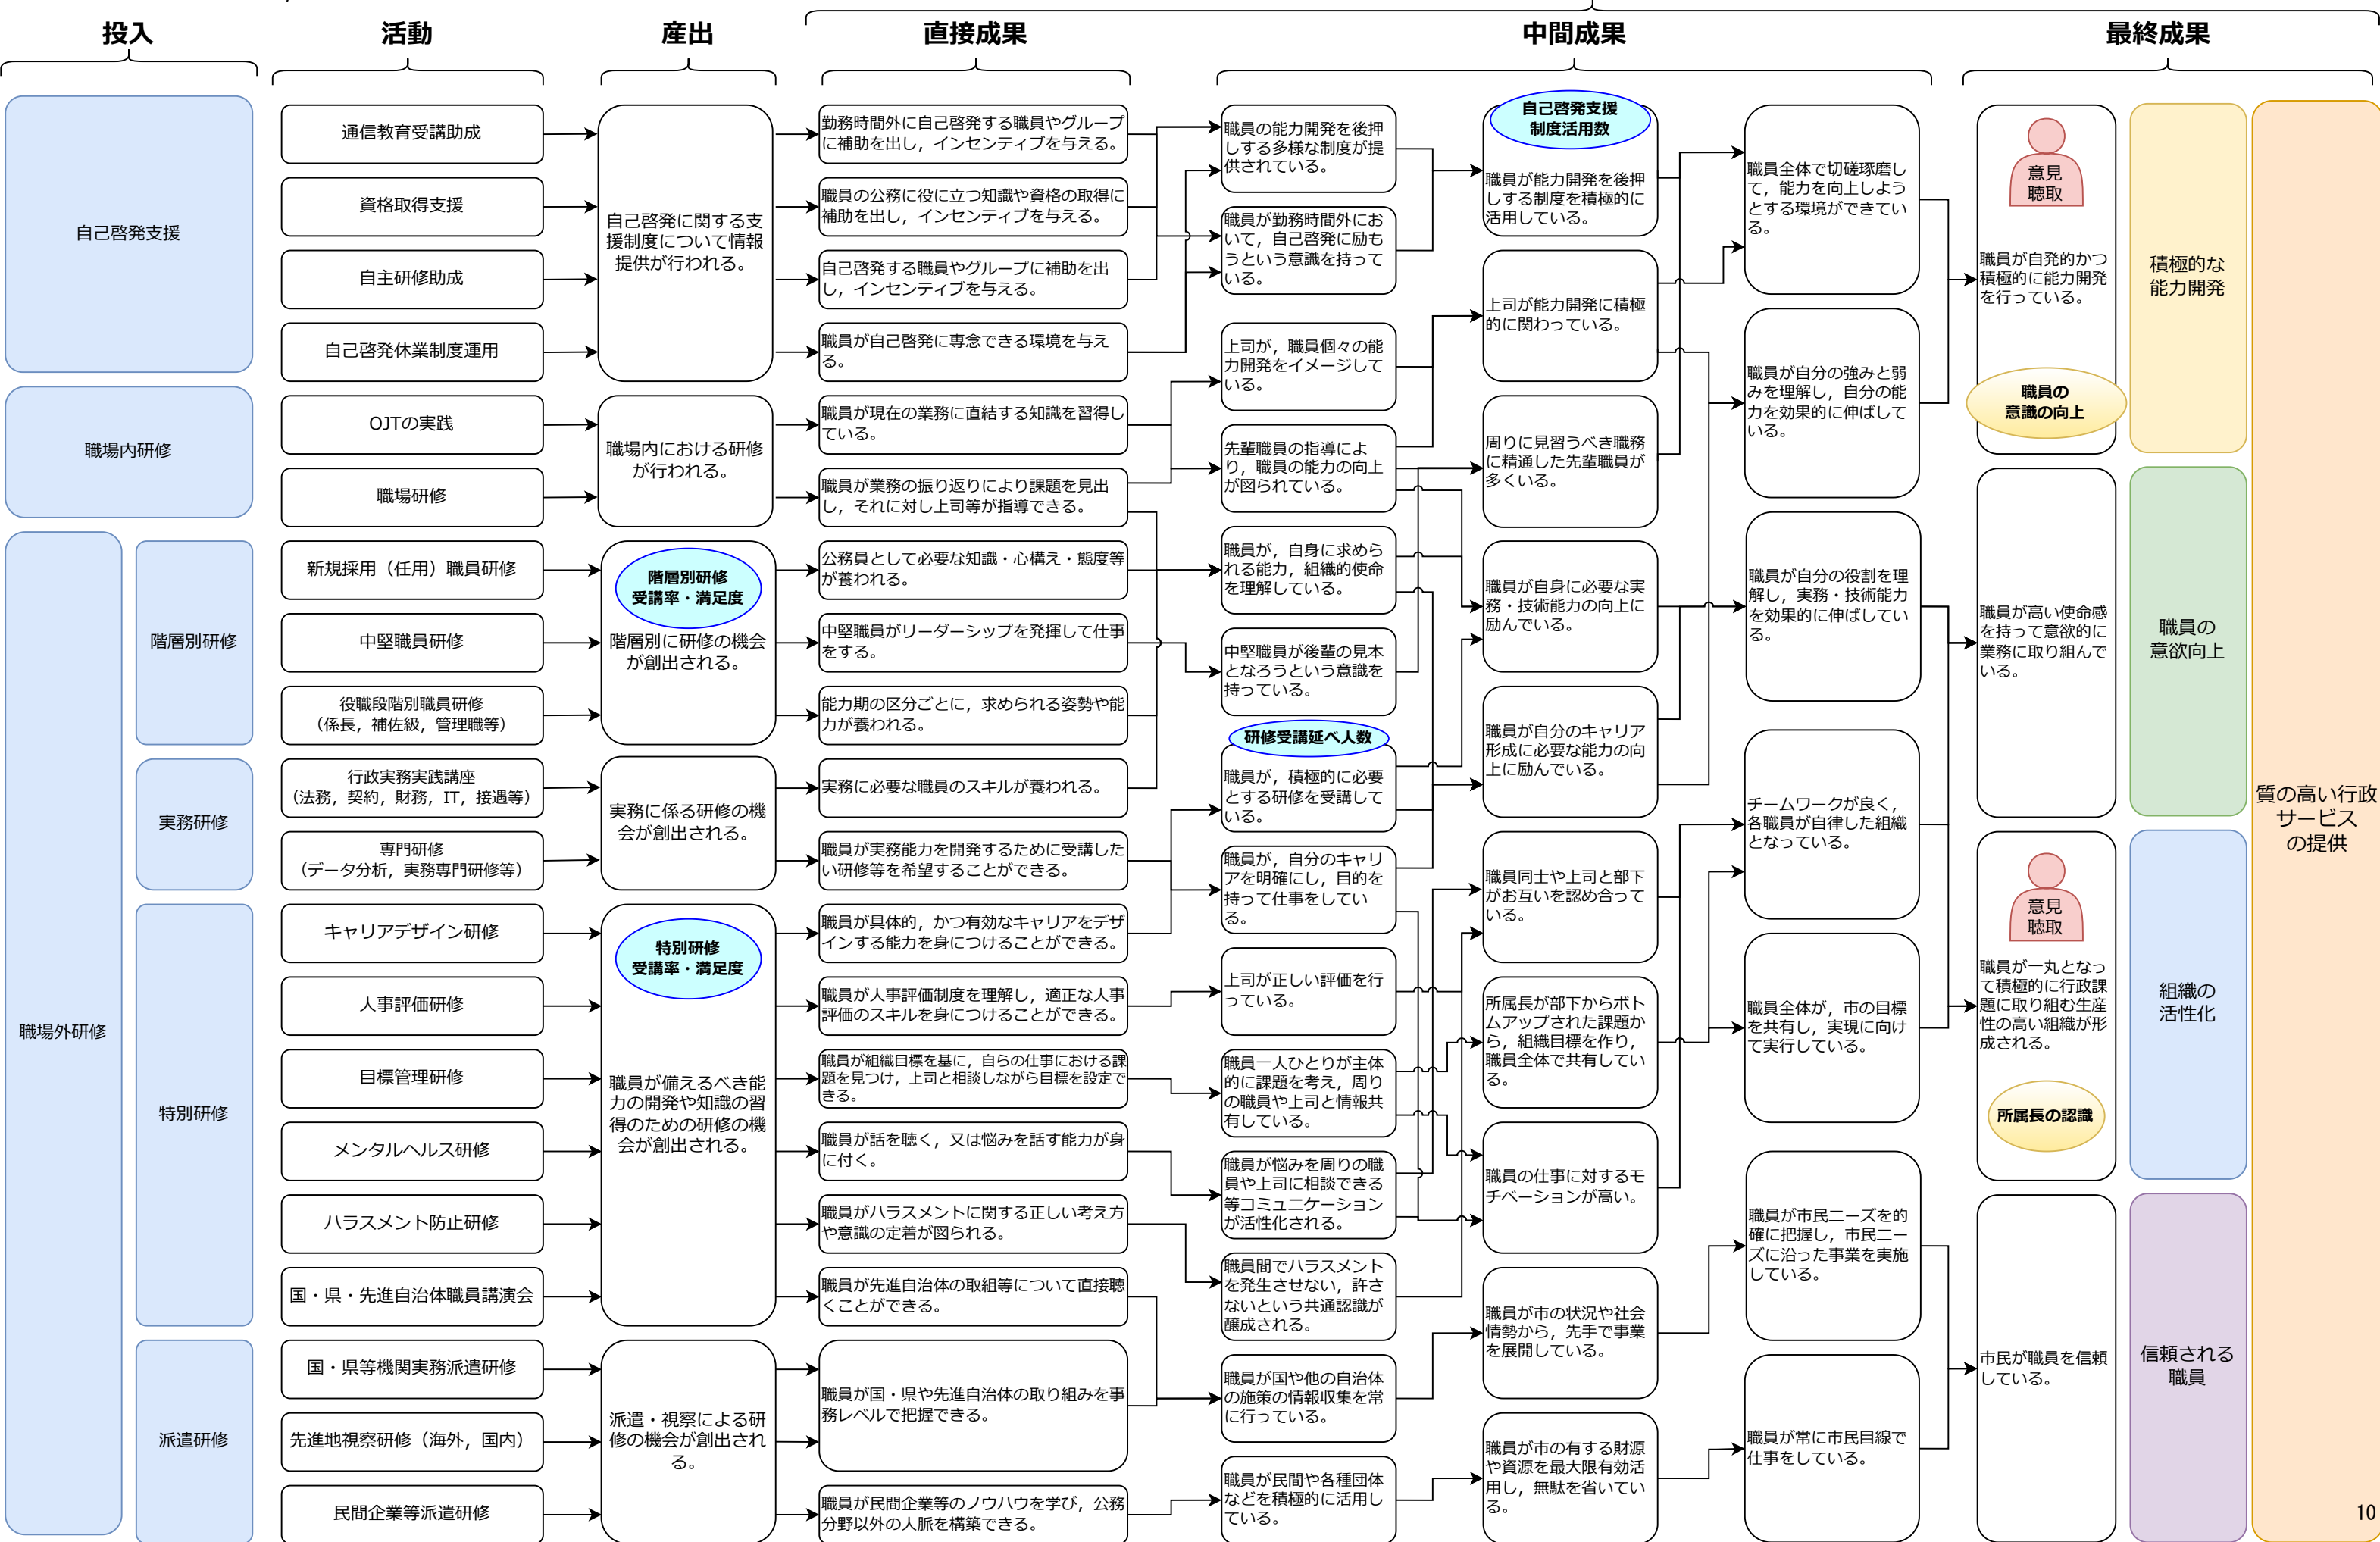 投入
活動
産出
直接成果
中間成果
最終成果
自己啓発支援
職場内研修
職場外研修
階層別研修
実務研修
特別研修
派遣研修
通信教育受講助成
資格取得支援
自主研修助成
自己啓発休業制度運用
OJTの実践
職場研修
新規採用（任用）職員研修
中堅職員研修
役職段階別職員研修
（係長，補佐級，管理職等）
行政実務実践講座
（法務，契約，財務，IT，接遇等）
専門研修
（データ分析，実務専門研修等）
キャリアデザイン研修
人事評価研修
目標管理研修
メンタルヘルス研修
ハラスメント防止研修
国・県・先進自治体職員講演会
国・県等機関実務派遣研修
先進地視察研修（海外，国内）
民間企業等派遣研修
自己啓発に関する支
援制度について情報
提供が行われる。
職場内における研修
が行われる。
階層別研修
受講率・満足度
階層別に研修の機会
が創出される。
実務に係る研修の機
会が創出される。
特別研修
受講率・満足度
職員が備えるべき能
力の開発や知識の習
得のための研修の機
会が創出される。
派遣・視察による研
修の機会が創出され
る。
勤務時間外に自己啓発する職員やグループ
に補助を出し，インセンティブを与える。
職員の公務に役に立つ知識や資格の取得に
補助を出し，インセンティブを与える。
自己啓発する職員やグループに補助を出
し，インセンティブを与える。
職員が自己啓発に専念できる環境を与え
る。
職員が現在の業務に直結する知識を習得し
ている。
職員が業務の振り返りにより課題を見出
し，それに対し上司等が指導できる。
公務員として必要な知識・心構え・態度等
が養われる。
中堅職員がリーダーシップを発揮して仕事
をする。
能力期の区分ごとに，求められる姿勢や能
力が養われる。
実務に必要な職員のスキルが養われる。
職員が実務能力を開発するために受講した
い研修等を希望することができる。
職員が具体的，かつ有効なキャリアをデザ
インする能力を身につけることができる。
職員が人事評価制度を理解し，適正な人事
評価のスキルを身につけることができる。
職員が組織目標を基に，自らの仕事における課
題を見つけ，上司と相談しながら目標を設定で
きる。
職員が話を聴く，又は悩みを話す能力が身
に付く。
職員がハラスメントに関する正しい考え方
や意識の定着が図られる。
職員が先進自治体の取組等について直接聴
くことができる。
職員が国・県や先進自治体の取り組みを事
務レベルで把握できる。
職員が民間企業等のノウハウを学び，公務
分野以外の人脈を構築できる。
職員の能力開発を後押
しする多様な制度が提
供されている。
職員が勤務時間外にお
いて，自己啓発に励も
うという意識を持って
いる。
上司が，職員個々の能
力開発をイメージして
いる。
先輩職員の指導によ
り，職員の能力の向上
が図られている。
職員が，自身に求めら
れる能力，組織的使命
を理解している。
中堅職員が後輩の見本
となろうという意識を
持っている。
研修受講延べ人数
職員が，積極的に必要
とする研修を受講して
いる。
職員が，自分のキャリ
アを明確にし，目的を
持って仕事をしてい
る。
上司が正しい評価を行
っている。
職員一人ひとりが主体
的に課題を考え，周り
の職員や上司と情報共
有している。
職員が悩みを周りの職
員や上司に相談できる
等コミュニケーション
が活性化される。
職員間でハラスメント
を発生させない，許さ
ないという共通認識が
醸成される。
職員が国や他の自治体
の施策の情報収集を常
に行っている。
職員が民間や各種団体
などを積極的に活用し
ている。
自己啓発支援
制度活用数
職員が能力開発を後押
しする制度を積極的に
活用している。
上司が能力開発に積極
的に関わっている。
周りに見習うべき職務
に精通した先輩職員が
多くいる。
職員が自身に必要な実
務・技術能力の向上に
励んでいる。
職員が自分のキャリア
形成に必要な能力の向
上に励んでいる。
職員同士や上司と部下
がお互いを認め合って
いる。
所属長が部下からボト
ムアップされた課題か
ら，組織目標を作り，
職員全体で共有してい
る。
職員の仕事に対するモ
チベーションが高い。
職員が市の状況や社会
情勢から，先手で事業
を展開している。
職員が市の有する財源
や資源を最大限有効活
用し，無駄を省いてい
る。
職員全体で切磋琢磨し
て，能力を向上しよう
とする環境ができてい
る。
職員が自分の強みと弱
みを理解し，自分の能
力を効果的に伸ばして
いる。
職員が自分の役割を理
解し，実務・技術能力
を効果的に伸ばしてい
る。
チームワークが良く，
各職員が自律した組織
となっている。
職員全体が，市の目標
を共有し，実現に向け
て実行している。
職員が市民ニーズを的
確に把握し，市民ニー
ズに沿った事業を実施
している。
職員が常に市民目線で
仕事をしている。
意見
聴取
職員が自発的かつ
積極的に能力開発
を行っている。
職員の
意識の向上
職員が高い使命感
を持って意欲的に
業務に取り組んで
いる。
意見
聴取
職員が一丸となっ
て積極的に行政課
題に取り組む生産
性の高い組織が形
成される。
所属長の認識
市民が職員を信頼
している。
積極的な
能力開発
職員の
意欲向上
組織の
活性化
信頼される
職員
質の高い行政
サービス
の提供
10